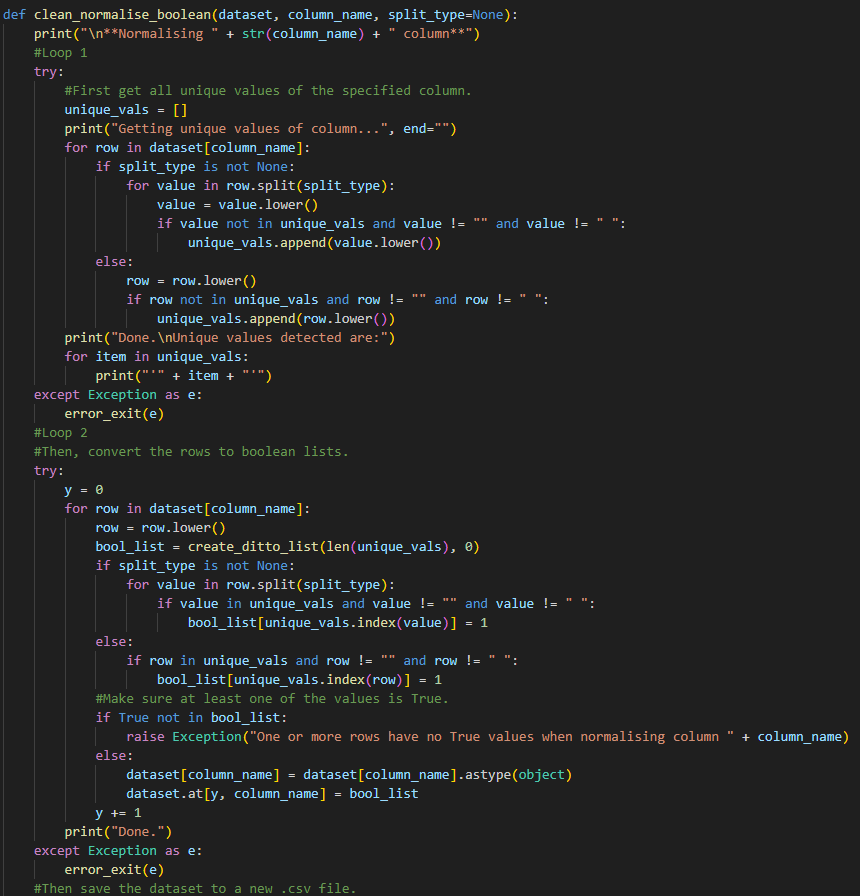 def clean_normalise_boolean(dataset, column_name, split_type=None):
    print("\n**Normalising " + str(column_name) + " column**")
    #Loop 1
    try:
        #First get all unique values of the specified column.
        unique_vals = []
        print("Getting unique values of column...", end="")
        for row in dataset[column_name]:
            if split_type is not None:
                for value in row.split(split_type):
                    value = value.lower()
                    if value not in unique_vals and value != "" and value != " ":
                        unique_vals.append(value.lower())
            else:
                row = row.lower()
                if row not in unique_vals and row != "" and row != " ":
                    unique_vals.append(row.lower())
        print("Done.\nUnique values detected are:")
        for item in unique_vals:
            print("'" + item + "'")
    except Exception as e:
        error_exit(e)
    #Loop 2
    #Then, convert the rows to boolean lists.
    try:
        y = 0
        for row in dataset[column_name]:
            row = row.lower()
            bool_list = create_ditto_list(len(unique_vals), 0)
            if split_type is not None:
                for value in row.split(split_type):
                    if value in unique_vals and value != "" and value != " ":
                        bool_list[unique_vals.index(value)] = 1
            else:
                if row in unique_vals and row != "" and row != " ":
                    bool_list[unique_vals.index(row)] = 1
            #Make sure at least one of the values is True.
            if True not in bool_list:
                raise Exception("One or more rows have no True values when normalising column " + column_name)
            else:
                dataset[column_name] = dataset[column_name].astype(object)
                dataset.at[y, column_name] = bool_list
            y += 1
        print("Done.")
    except Exception as e:
        error_exit(e)
    #Then save the dataset to a new .csv file.